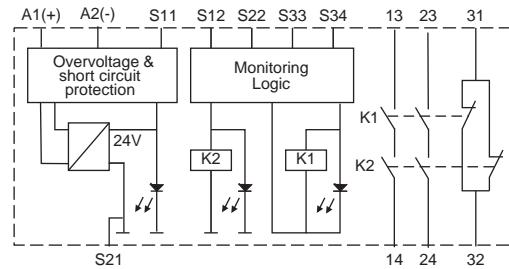 A1(+) A2(-) S11 S12 S22 S33 S34 13 23 31
Overvoltage &
short circuit
protection
Monitoring
Logic
K1
24V
K2 K1
K2
S21 14 24 32